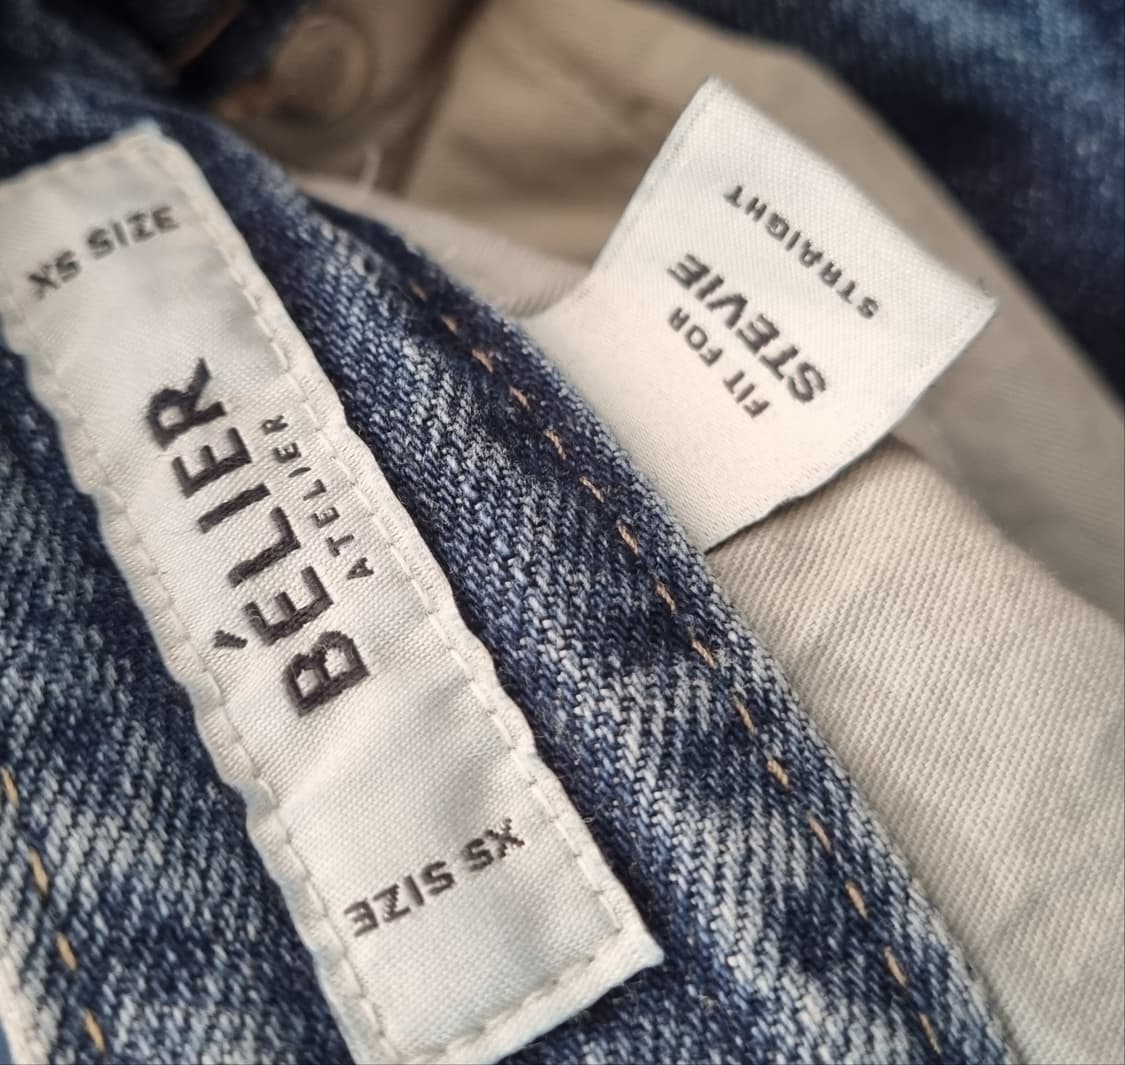 XS SIZE
BÉLIER
ATELIER
XS SIZE
FIT FOR
STEVIE
STRAIGHT